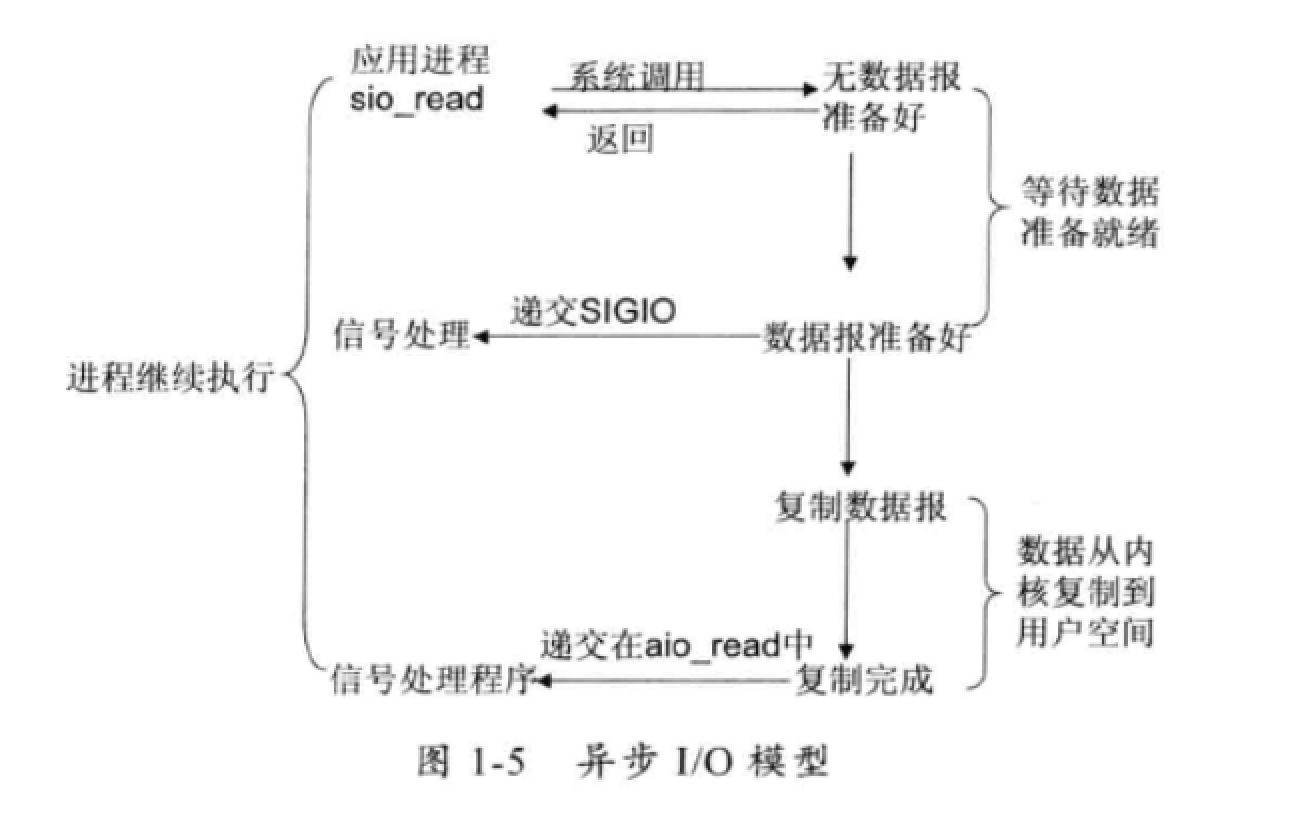 应用进程
sio_read
系统调用
返回
无数据报
准备好
等待数据
准备就绪
信号处理
递交SIGIO
数据报准备好
进程继续执行
复制数据报
数据从内
核复制到
用户空间
递交在aio_read中
信号处理程序
复制完成
图 1-5 异步 I/O 模型